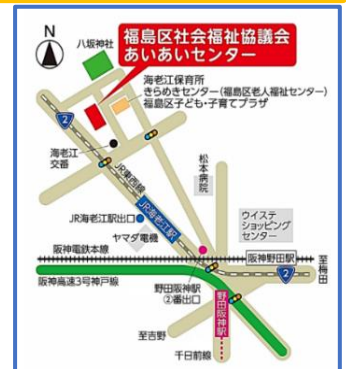 福島区社会福祉協議会
あいあいセンター
八坂神社
N
海老江保育所
きらめきセンター(福島区老人福祉センター)
福島区子ども・子育てプラザ
2
海老江
交番
JR東西線
松本病院
JR海老江駅出口
JR海老江駅
ヤマダ電機
ウイステ
ショッピング
センター
阪神電鉄本線
阪神野田駅
至梅田
阪神高速3号神戸線
野田阪神駅
②番出口
2
野田阪神駅
至吉野
千日前線